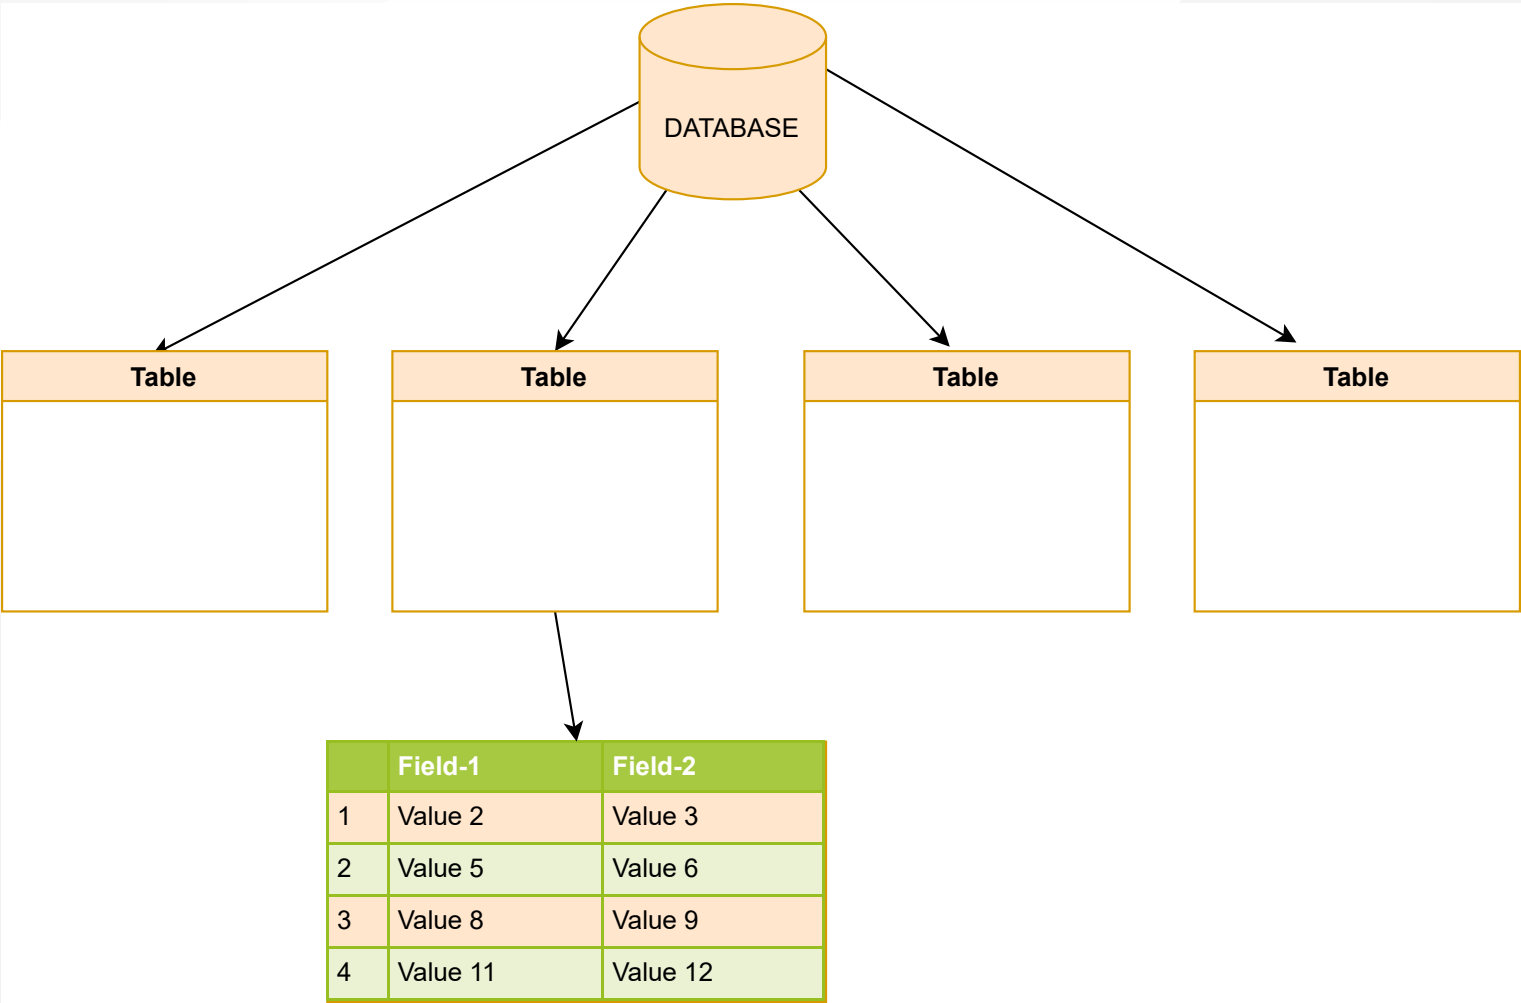 DATABASE
Table Table Table Table
Field-1 Field-2
1 Value 2 Value 3
2 Value 5 Value 6
3 Value 8 Value 9
4 Value 11 Value 12